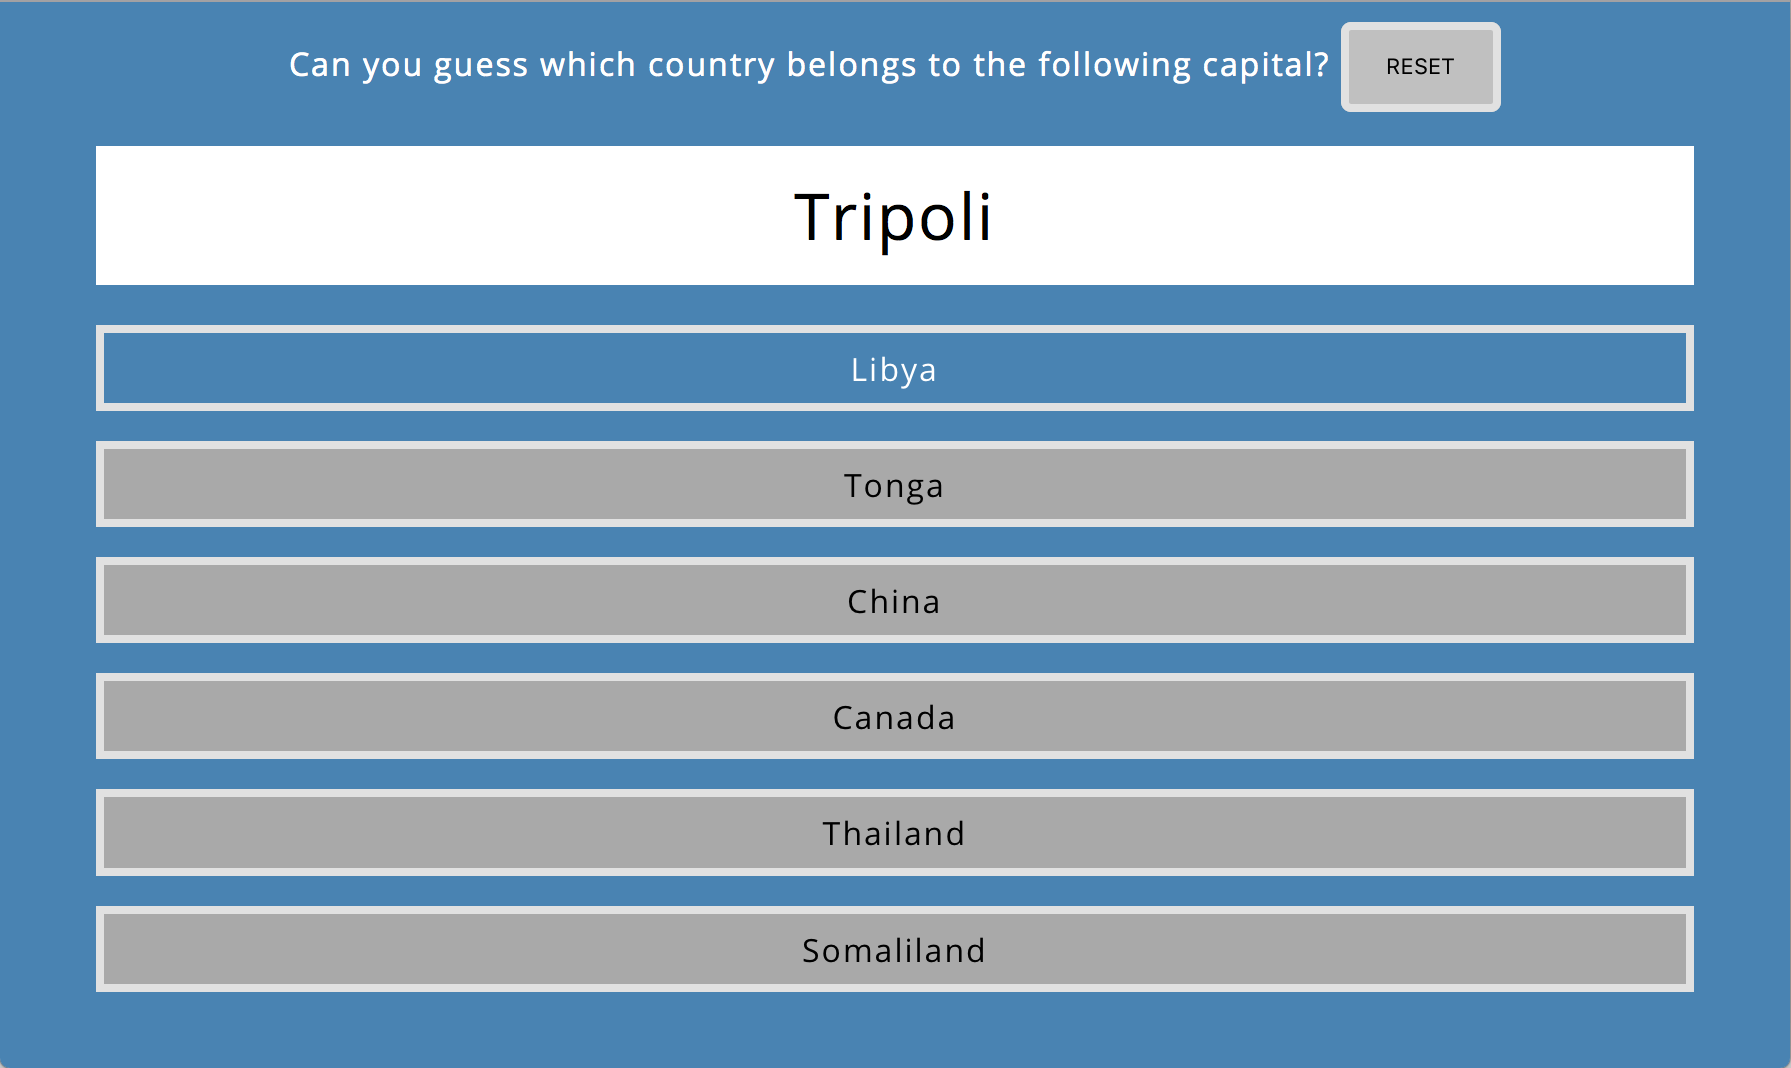 Can you guess which country belongs to the following capital? RESET
Tripoli
Libya
Tonga
China
Canada
Thailand
Somaliland